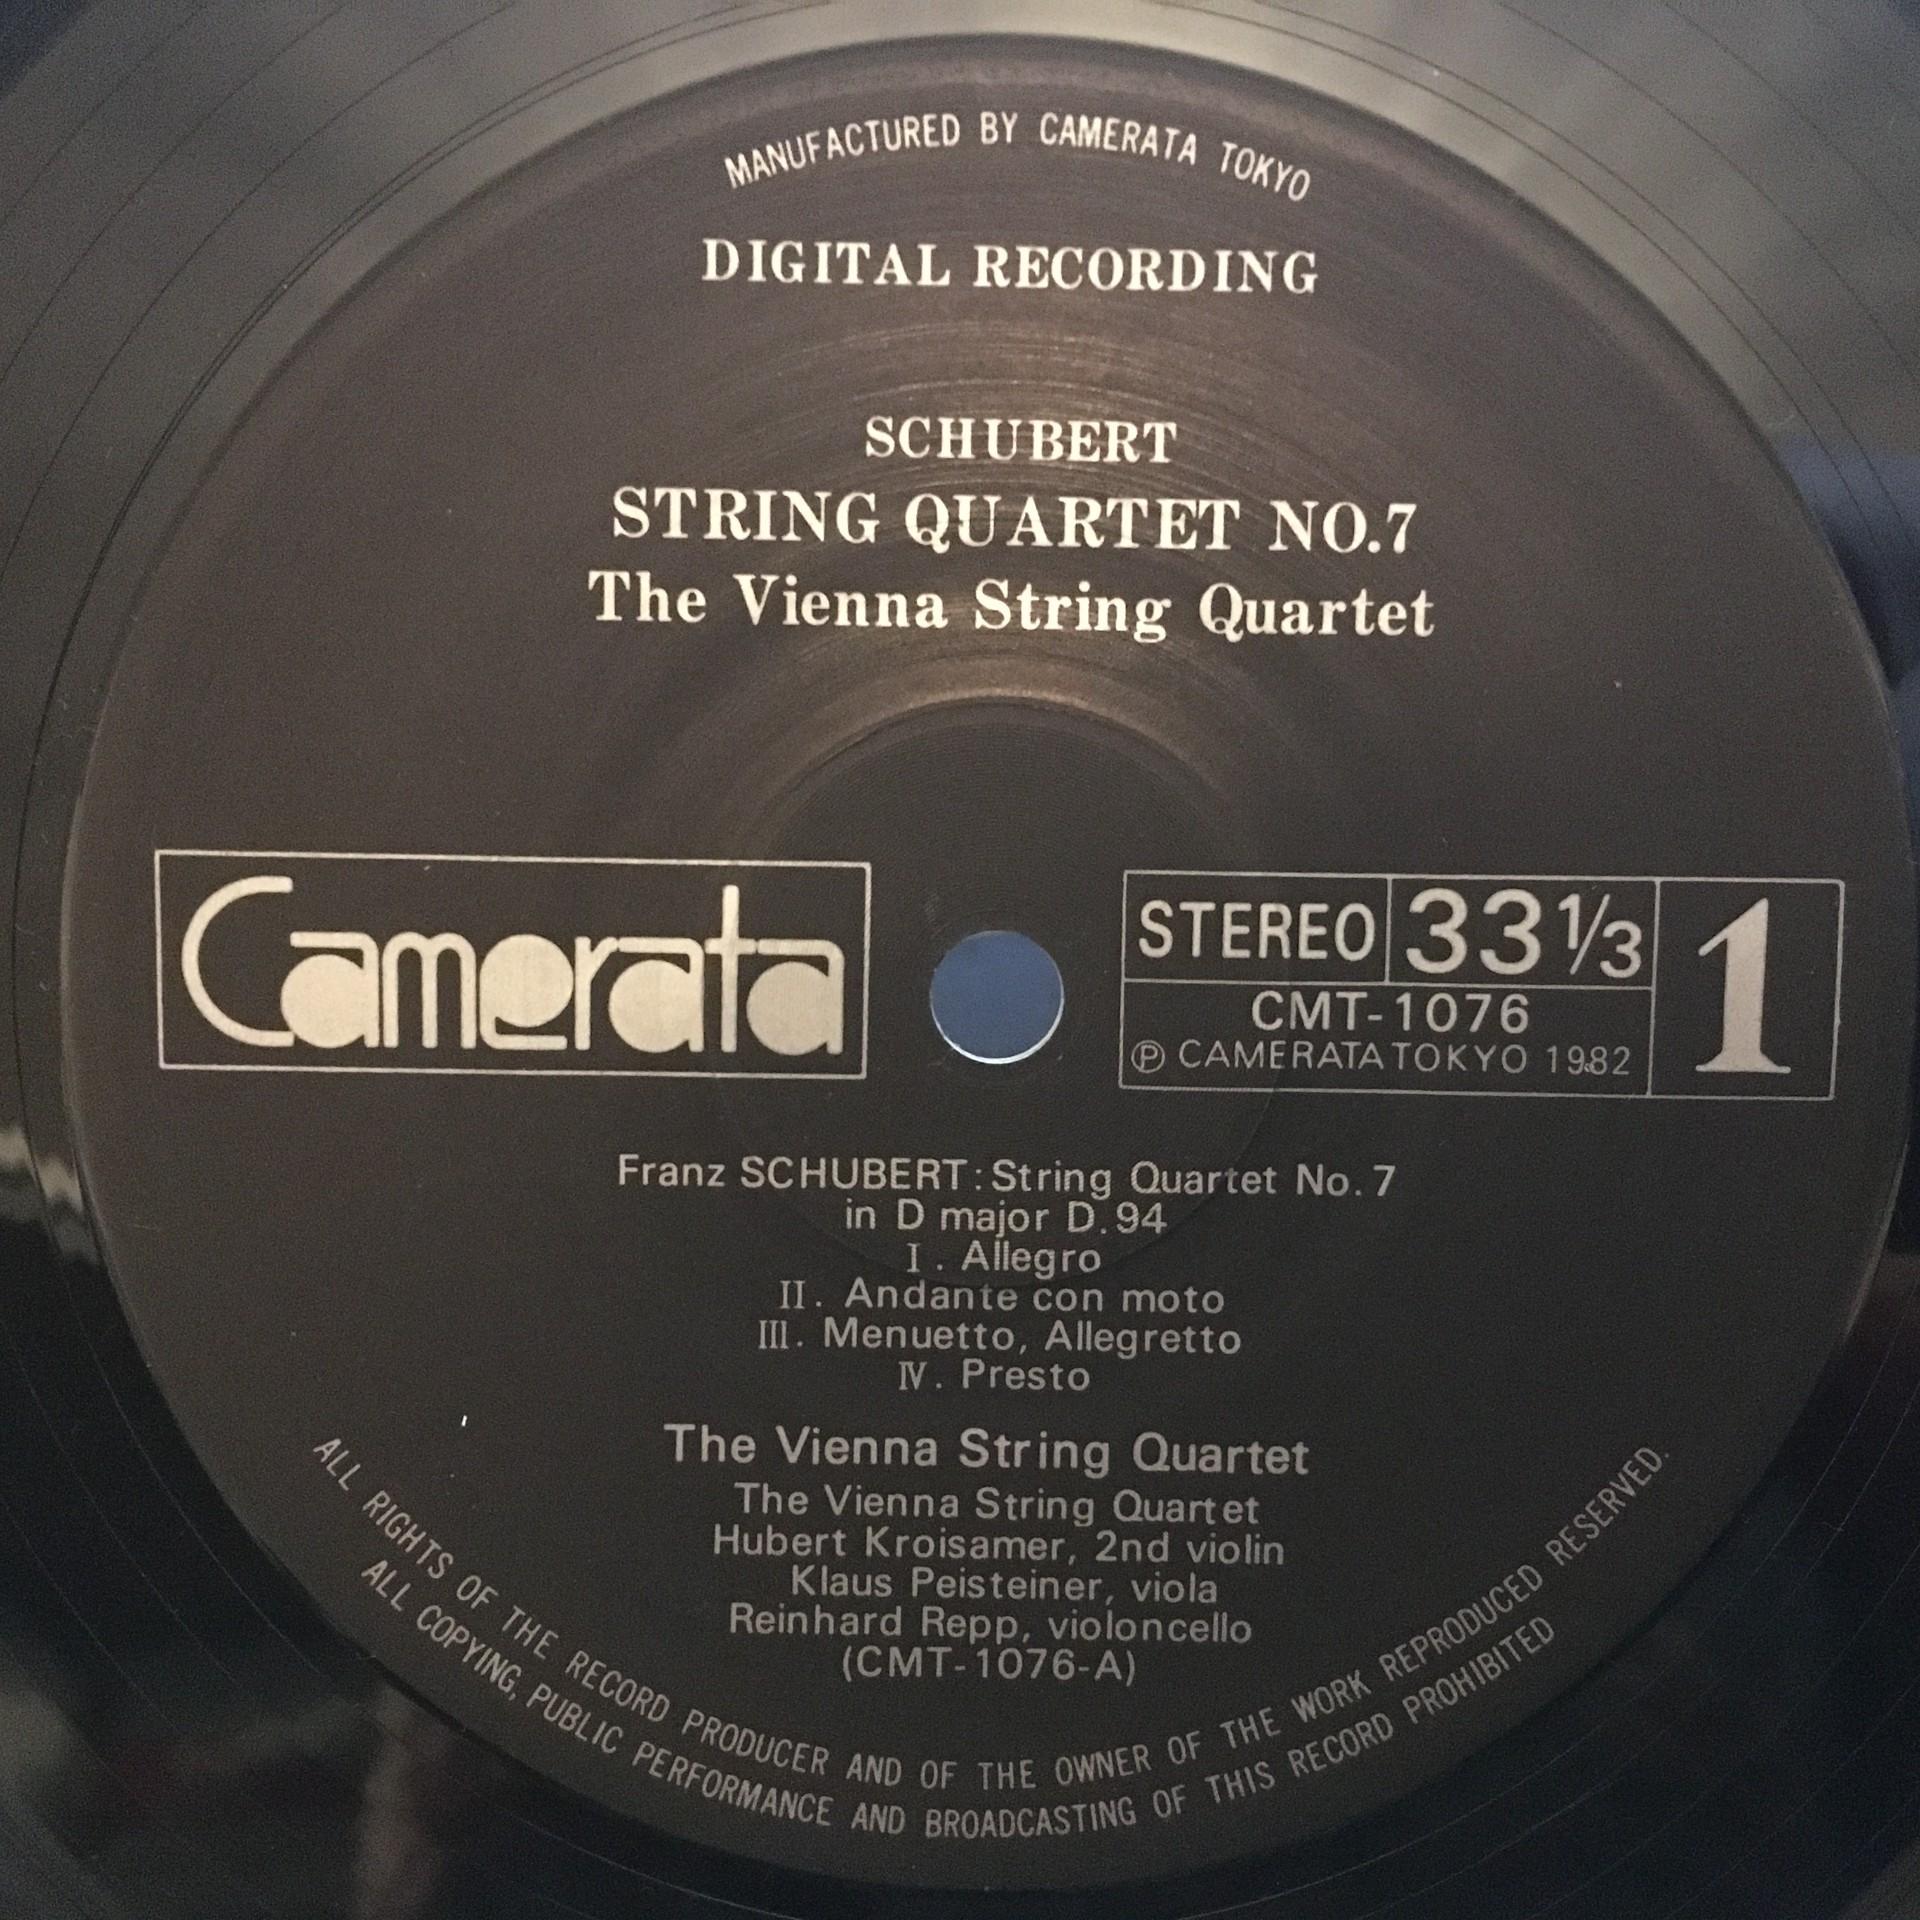 MANUFACTURED BY CAMERATA TOKYO
DIGITAL RECORDING
SCHUBERT
STRING QUARTET NO.7
The Vienna String Quartet
Camerata
STEREO 33 1/3 1
CMT-1076
Ⓟ CAMERATA TOKYO 1982
Franz SCHUBERT: String Quartet No. 7
in D major D. 94
I. Allegro
II. Andante con moto
III. Menuetto, Allegretto
IV. Presto
The Vienna String Quartet
The Vienna String Quartet
Hubert Kroisamer, 2nd violin
Klaus Peisteiner, viola
Reinhard Repp, violoncello
(CMT-1076-A)
ALL RIGHTS OF THE RECORD PRODUCER AND OF THE OWNER OF THE WORK REPRODUCED RESERVED.
ALL COPYING, PUBLIC PERFORMANCE AND BROADCASTING OF THIS RECORD PROHIBITED